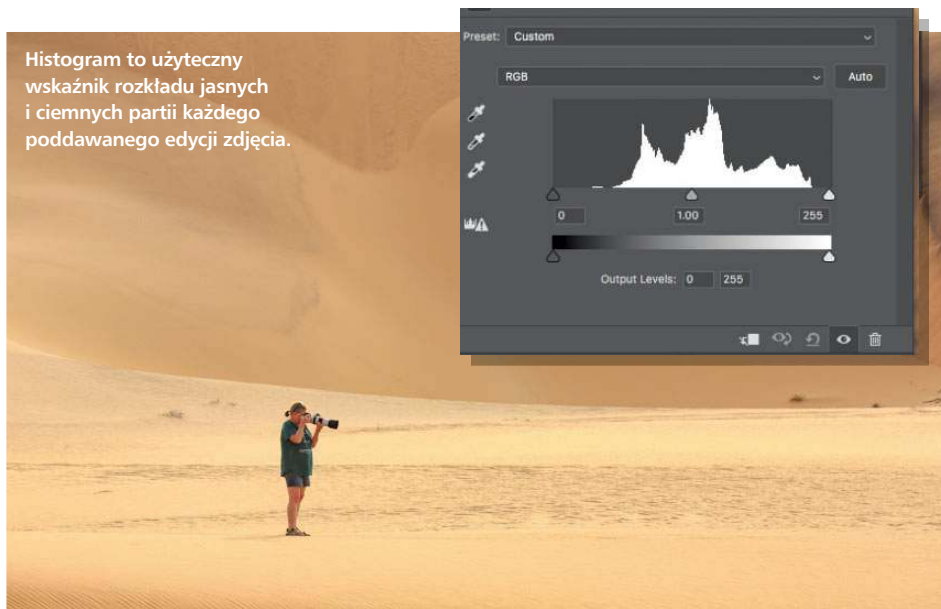 Histogram to użyteczny
wskaźnik rozkładu jasnych
i ciemnych partii każdego
poddawanego edycji zdjęcia.
Preset: Custom
RGB Auto
0 1.00 255
Output Levels: 0 255